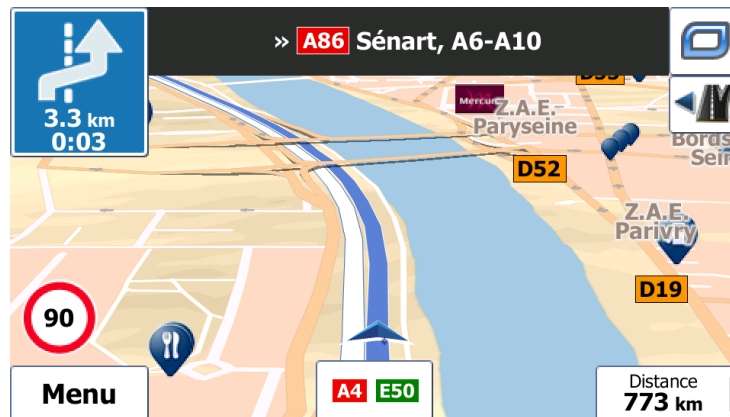 » A86 Sénart, A6-A10
3.3 km
0:03
Mercure
Z.A.E.
Paryseine
D52
Z.A.E.
Parivry
D19
90
Menu
A4 E50
Distance
773 km